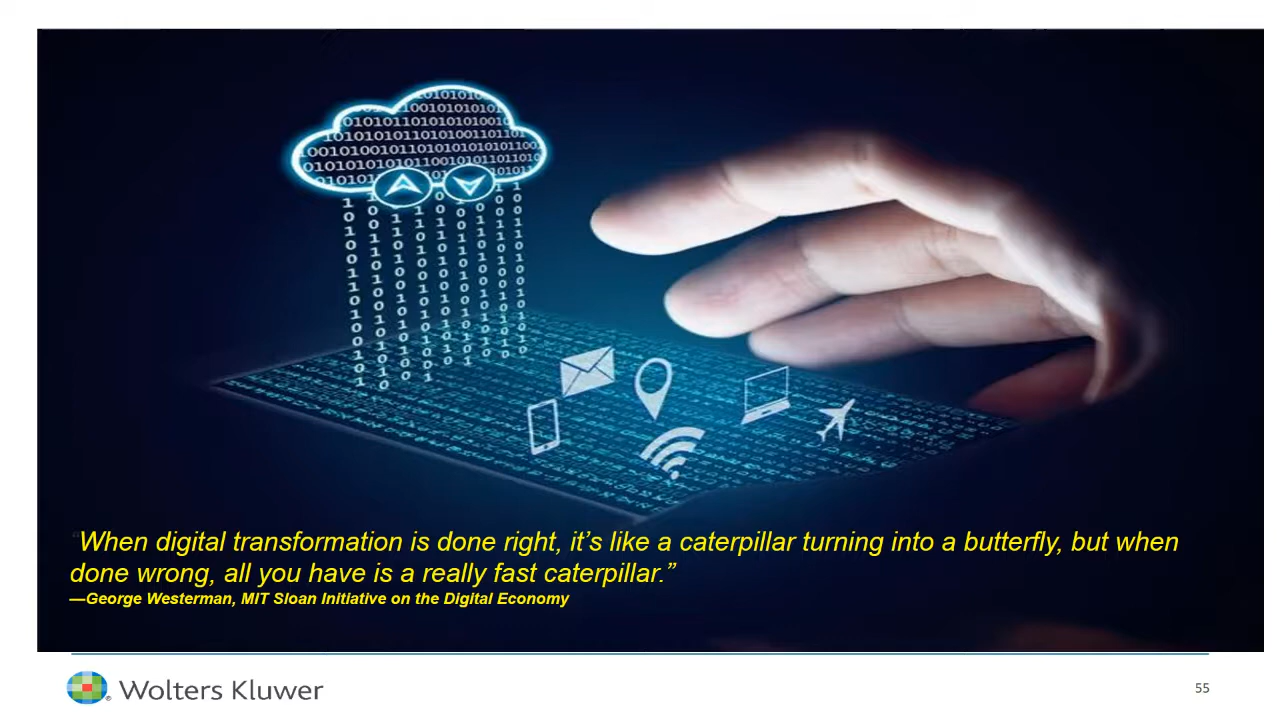 “When digital transformation is done right, it’s like a caterpillar turning into a butterfly, but when
done wrong, all you have is a really fast caterpillar.”
—George Westerman, MIT Sloan Initiative on the Digital Economy
Wolters Kluwer
55